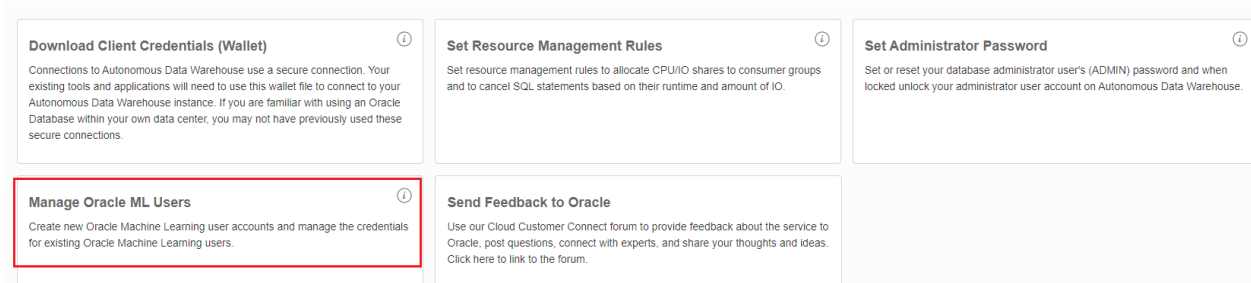 Download Client Credentials (Wallet)
Connections to Autonomous Data Warehouse use a secure connection. Your
existing tools and applications will need to use this wallet file to connect to your
Autonomous Data Warehouse instance. If you are familiar with using an Oracle
Database within your own data center, you may not have previously used these
secure connections.
Set Resource Management Rules
Set resource management rules to allocate CPU/IO shares to consumer groups
and to cancel SQL statements based on their runtime and amount of IO.
Set Administrator Password
Set or reset your database administrator user's (ADMIN) password and when
locked unlock your administrator user account on Autonomous Data Warehouse.
Manage Oracle ML Users
Create new Oracle Machine Learning user accounts and manage the credentials
for existing Oracle Machine Learning users.
Send Feedback to Oracle
Use our Cloud Customer Connect forum to provide feedback about the service to
Oracle, post questions, connect with experts, and share your thoughts and ideas.
Click here to link to the forum.